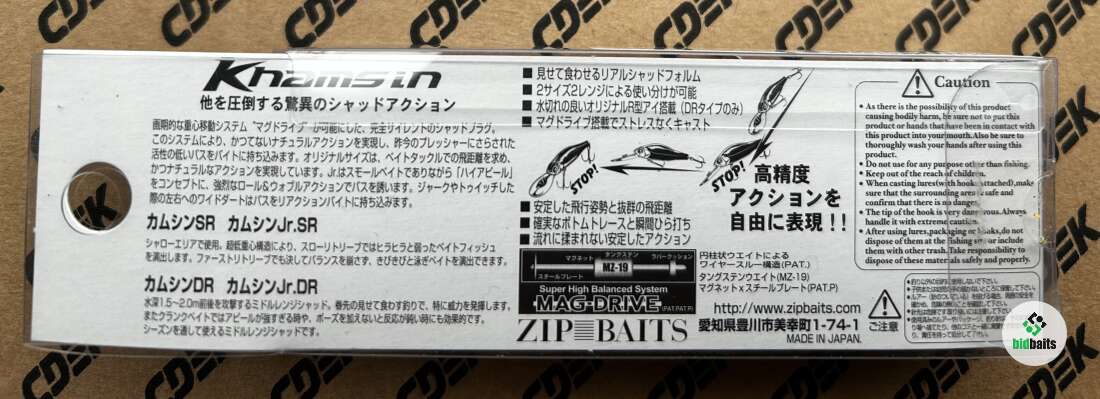 Khamsin
他を圧倒する驚異のシャッドアクション
画期的な重心移動システム"マグドライブ"が可能にした、完全サイレントのシャッドプラグ。
このシステムにより、かつてないナチュラルアクションを実現し、昨今のプレッシャーにさらされた
活性の低いバスをバイトに持ち込みます。オリジナルサイズは、ベイトタックルでの飛距離を求め、
かつナチュラルなアクションを実現しています。Jr.はスモールベイトでありながら「ハイアピール」
をコンセプトに、強烈なロール&ウォブルアクションでバスを誘います。ジャークやトゥイッチした
際の左右へのワイドダートはバスをリアクションバイトに持ち込みます。
カムシンSR カムシンJr.SR
シャローエリアで使用。超低重心構造により、スローリトリーブではヒラヒラと弱ったベイトフィッシュ
を演出します。ファーストリトリーブでも決してバランスを崩さず、きびきびと泳ぎベイトを演出できます。
カムシンDR カムシンJr.DR
水深1.5~2.0m前後を攻撃するミドルレンジシャッド。春先の見せて食わす釣りで、特に威力を発揮します。
またクランクベイトではアピールが強すぎる時や、ポーズを加えないと反応が鈍い時にも効果的です。
シーズンを通して使えるミドルレンジシャッド。
■見せて食わせるリアルシャッドフォルム
■2サイズ2レンジによる使い分けが可能
■水切れの良いオリジナルR型アイ搭載(DRタイプのみ)
■マグドライブ搭載でストレスなくキャスト
STOP!
STOP!
高精度
アクションを
自由に表現!!
■安定した飛行姿勢と抜群の飛距離
■確実なボトムトレースと瞬間ひら打ち
■流れに揉まれない安定したアクション
マグネット
タングステン
ラバークッション
MZ-19
スチールプレート
Super High Balanced System
MAG-DRIVE (PAT.PAT.P)
円柱状ウエイトによる
ワイヤースルー構造(PAT.)
タングステンウエイト(MZ-19)
マグネット×スチールプレート(PAT.P)
ZIP BAITS
http://www.zipbaits.com
愛知県豊川市美幸町1-74-1
MADE IN JAPAN.
Caution
• As there is the possibility of this product
causing bodily harm, be sure not to put this
product or hands that have been in contact with
this product into your mouth. Also be sure to
thoroughly wash your hands after using this
product.
• Do not use for any purpose other than fishing.
• Keep out of the reach of children.
• When casting lures(with hooks attached),make
sure that the surrounding area is safe and
confirm that there is no danger.
• The tip of the hook is very dangerous. Always
handle it with extreme caution.
• After using lures,packaging or hooks,do not
dispose of them at the fishing site or include
them with other trash. Take responsibility to
dispose of these materials safely and properly.
ご注意
bidbaits
CDEK